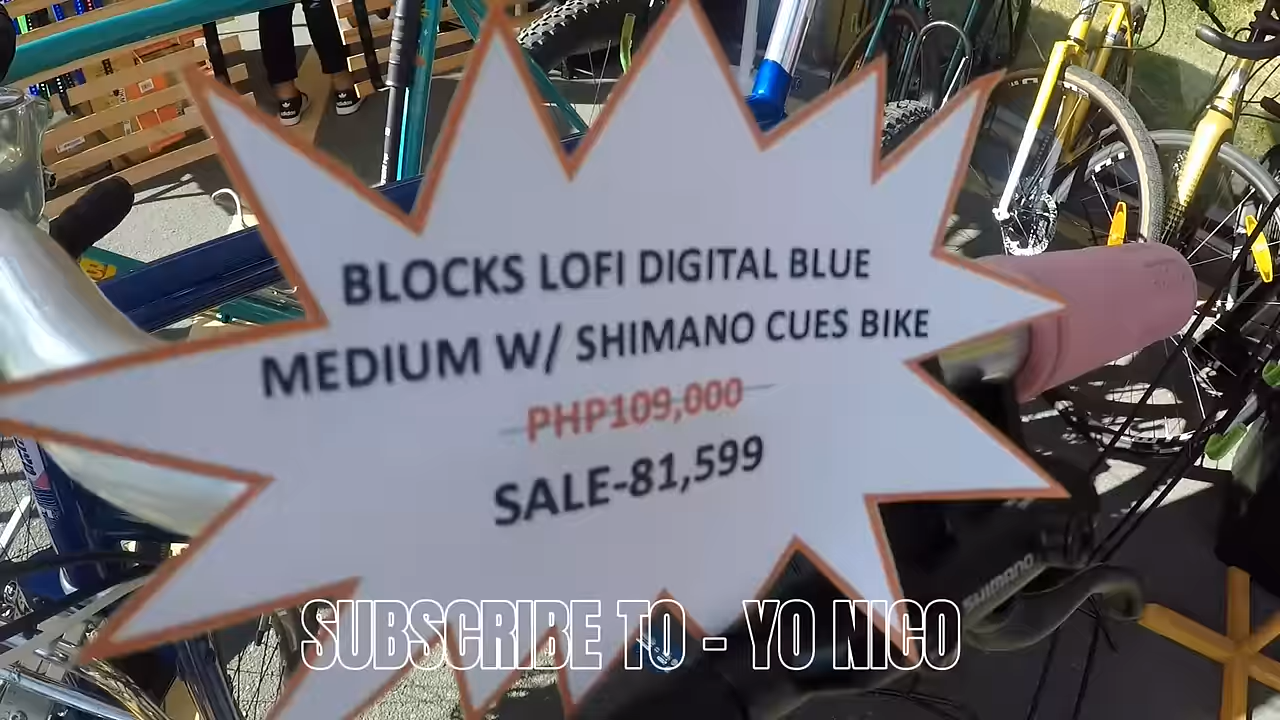 BLOCKS LOFI DIGITAL BLUE
MEDIUM W/ SHIMANO CUES BIKE
PHP109,000
SALE-81,599
SHIMANO
SUBSCRIBE TO - YO NICO